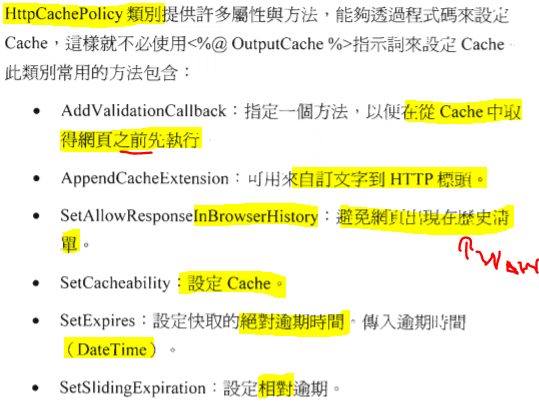 HttpCachePolicy 類別提供許多屬性與方法，能夠透過程式碼來設定
Cache，這樣就不必使用<%@ OutputCache %>指示詞來設定 Cache。
此類別常用的方法包含：
• AddValidationCallback：指定一個方法，以便在從 Cache 中取
得網頁之前先執行
• AppendCacheExtension：可用來自訂文字到 HTTP 標頭。
• SetAllowResponseInBrowserHistory：避免網頁出現在歷史清
單。
• SetCacheability：設定 Cache。
• SetExpires：設定快取的絕對逾期時間。傳入逾期時間
（DateTime）。
• SetSlidingExpiration：設定相對逾期。